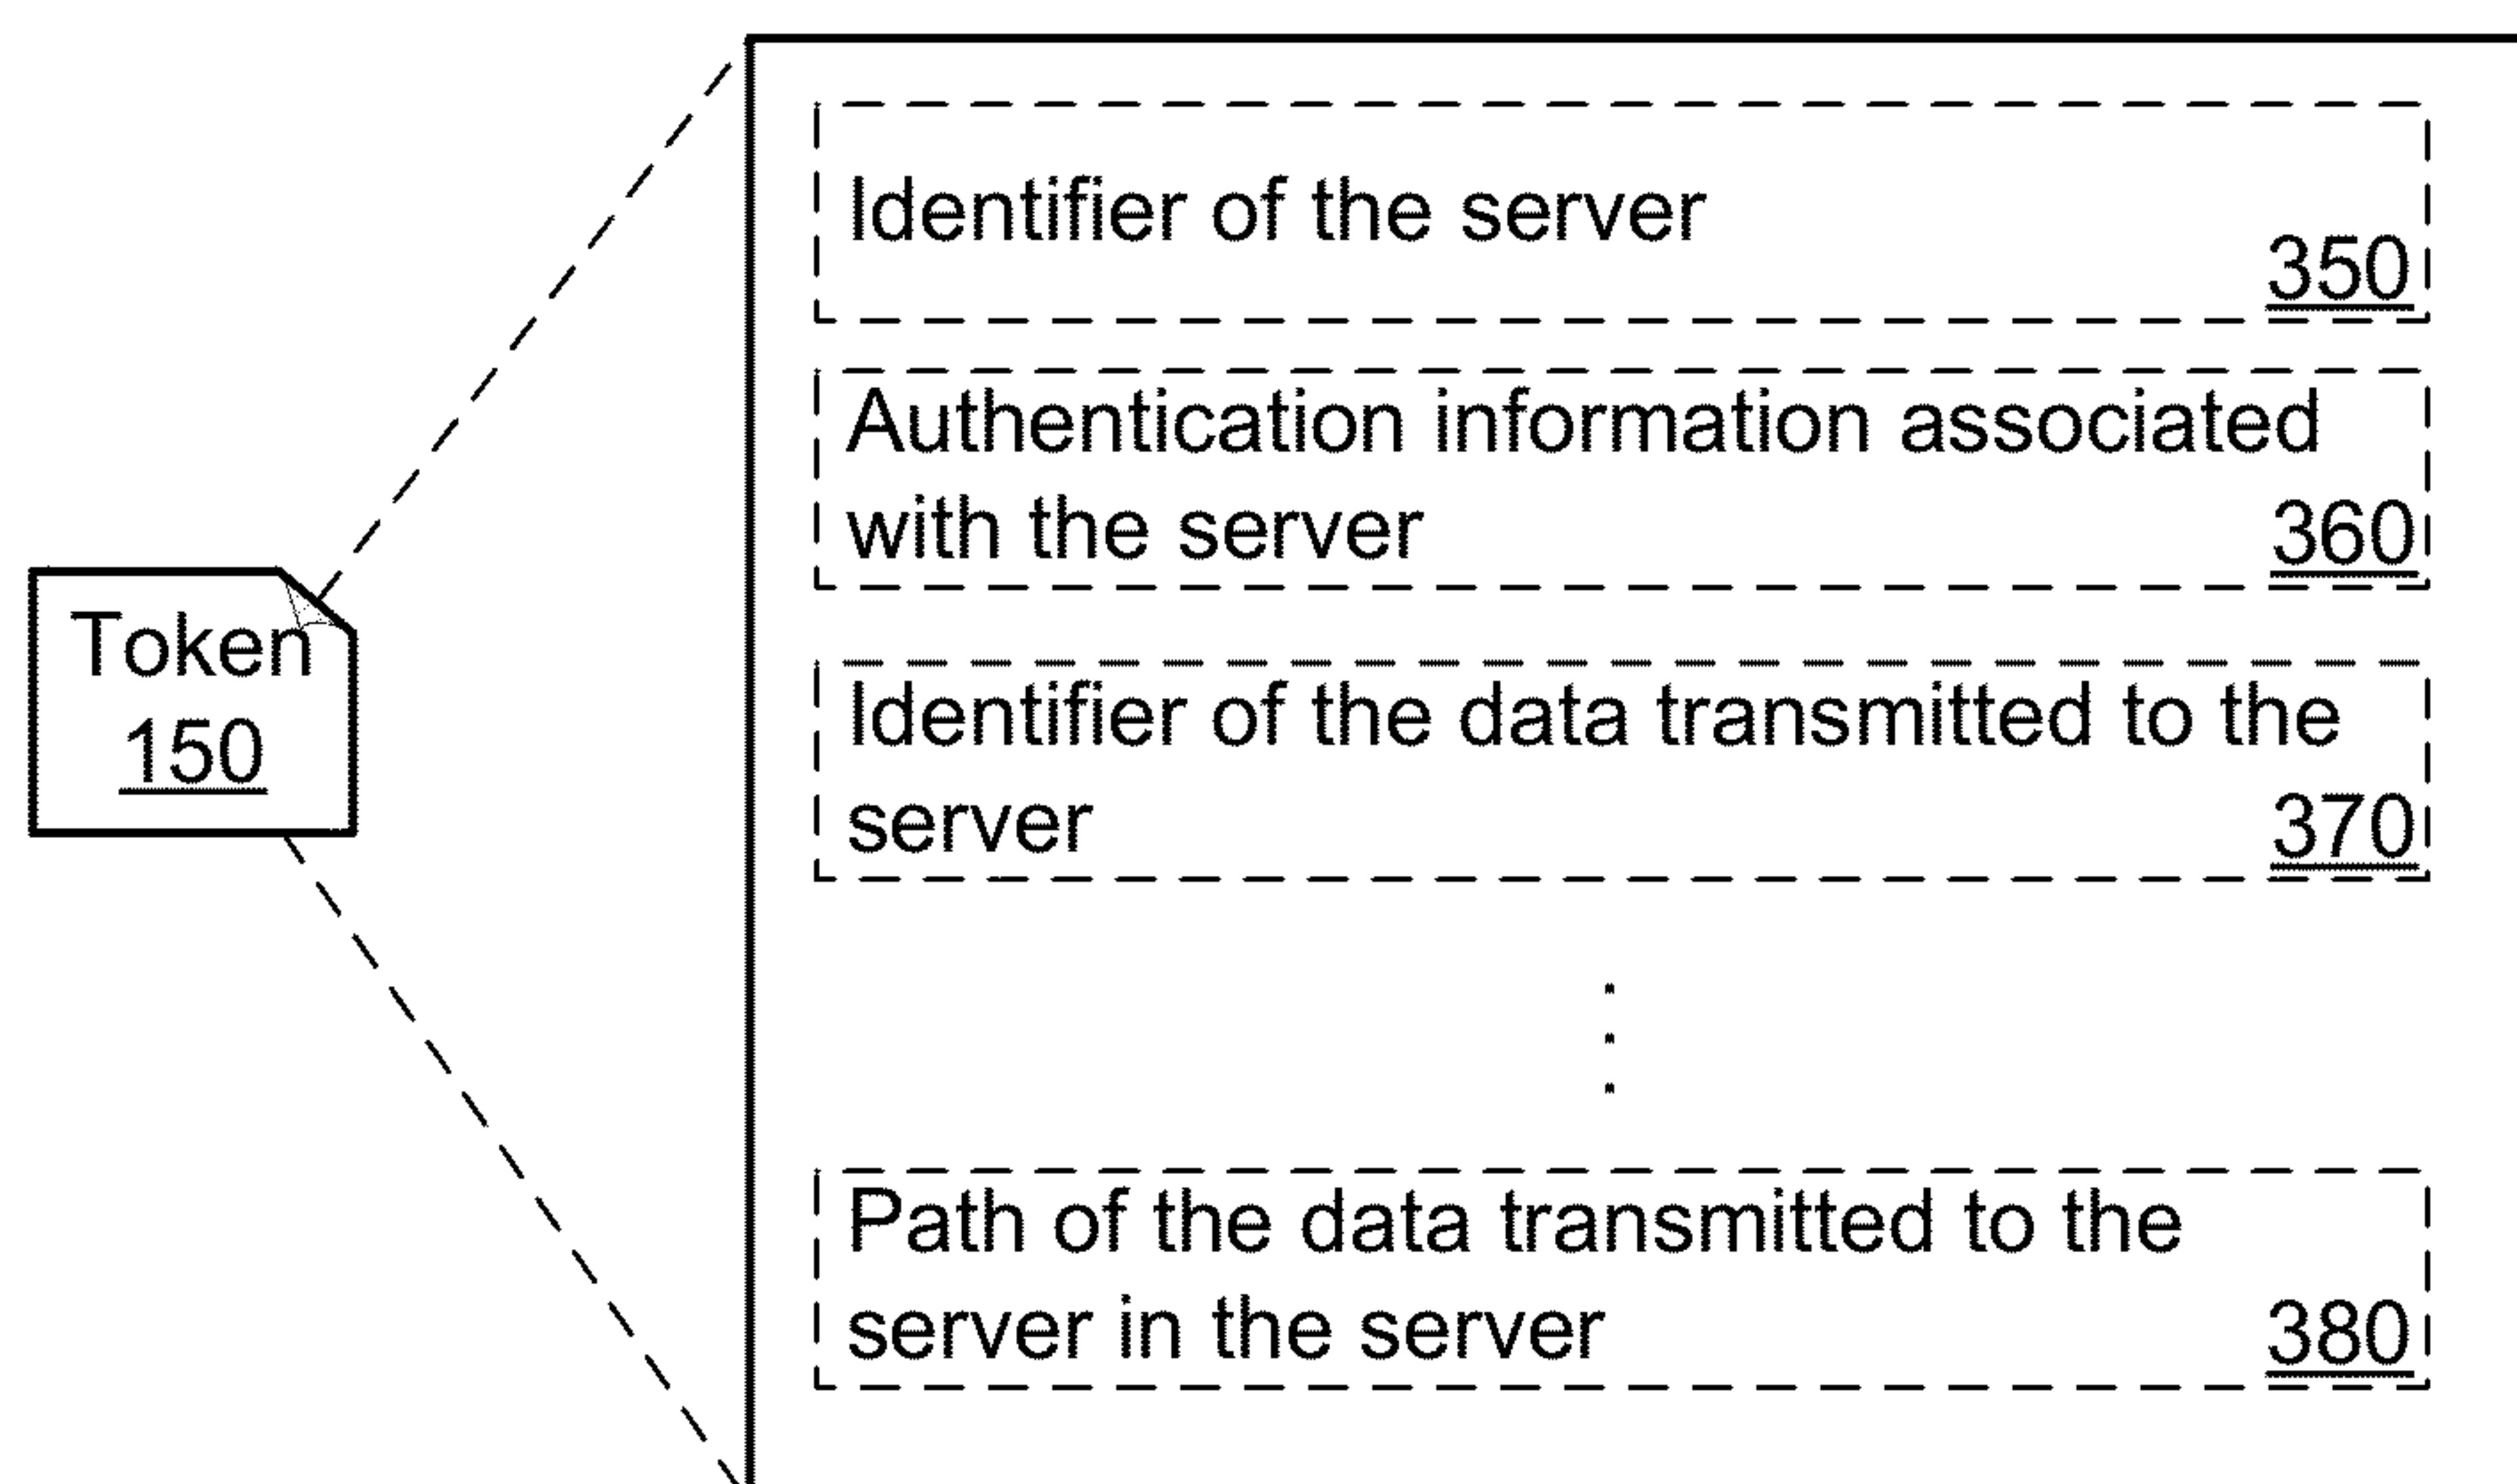 Token
150
Identifier of the server
350
Authentication information associated
with the server 360
Identifier of the data transmitted to the
server 370
Path of the data transmitted to the
server in the server 380